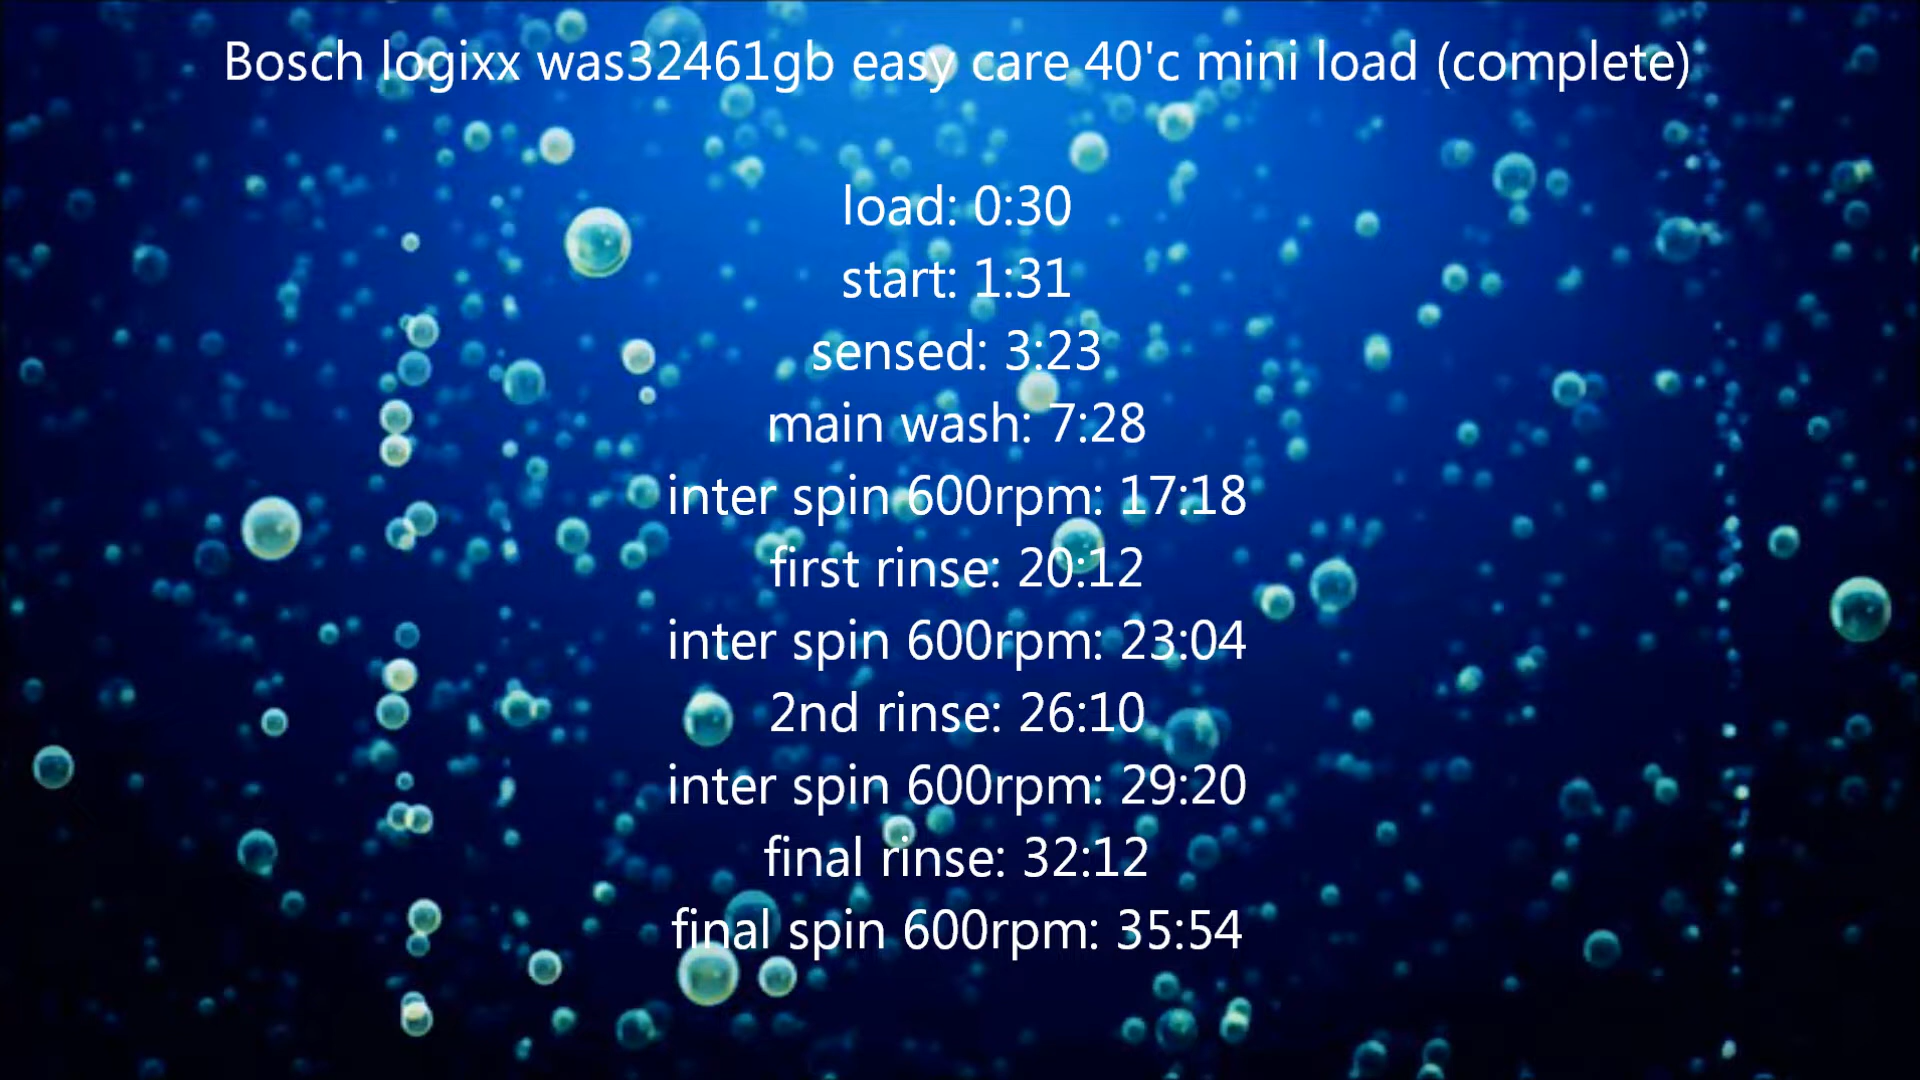 Bosch logixx was32461gb easy care 40'c mini load (complete)
load: 0:30
start: 1:31
sensed: 3:23
main wash: 7:28
inter spin 600rpm: 17:18
first rinse: 20:12
inter spin 600rpm: 23:04
2nd rinse: 26:10
inter spin 600rpm: 29:20
final rinse: 32:12
final spin 600rpm: 35:54